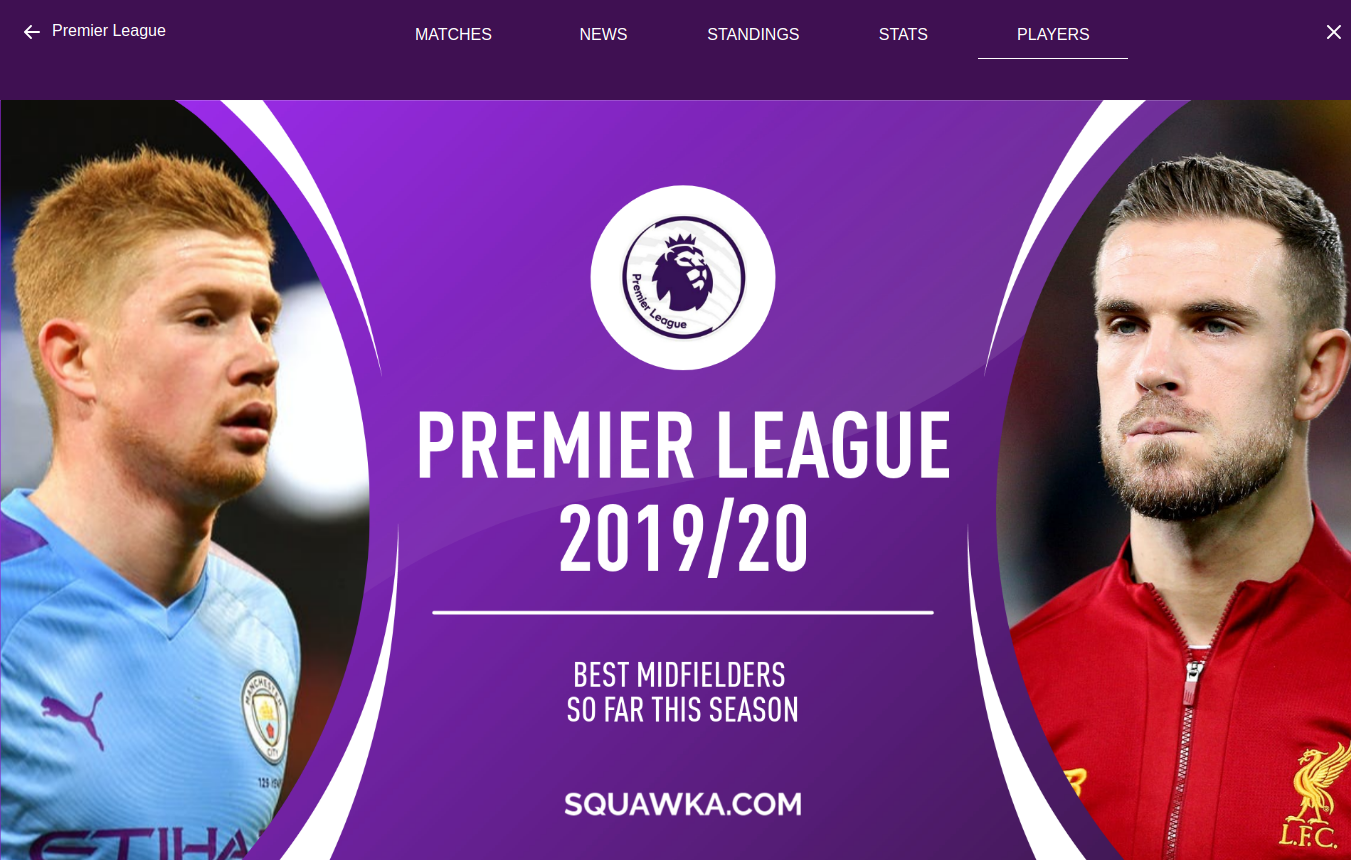 Premier League
MATCHES
NEWS
STANDINGS
STATS
PLAYERS
Premier League
PREMIER LEAGUE
2019/20
BEST MIDFIELDERS
SO FAR THIS SEASON
SQUAWKA.COM
MANCHESTER
CITY
ETIHA
L.F.C.